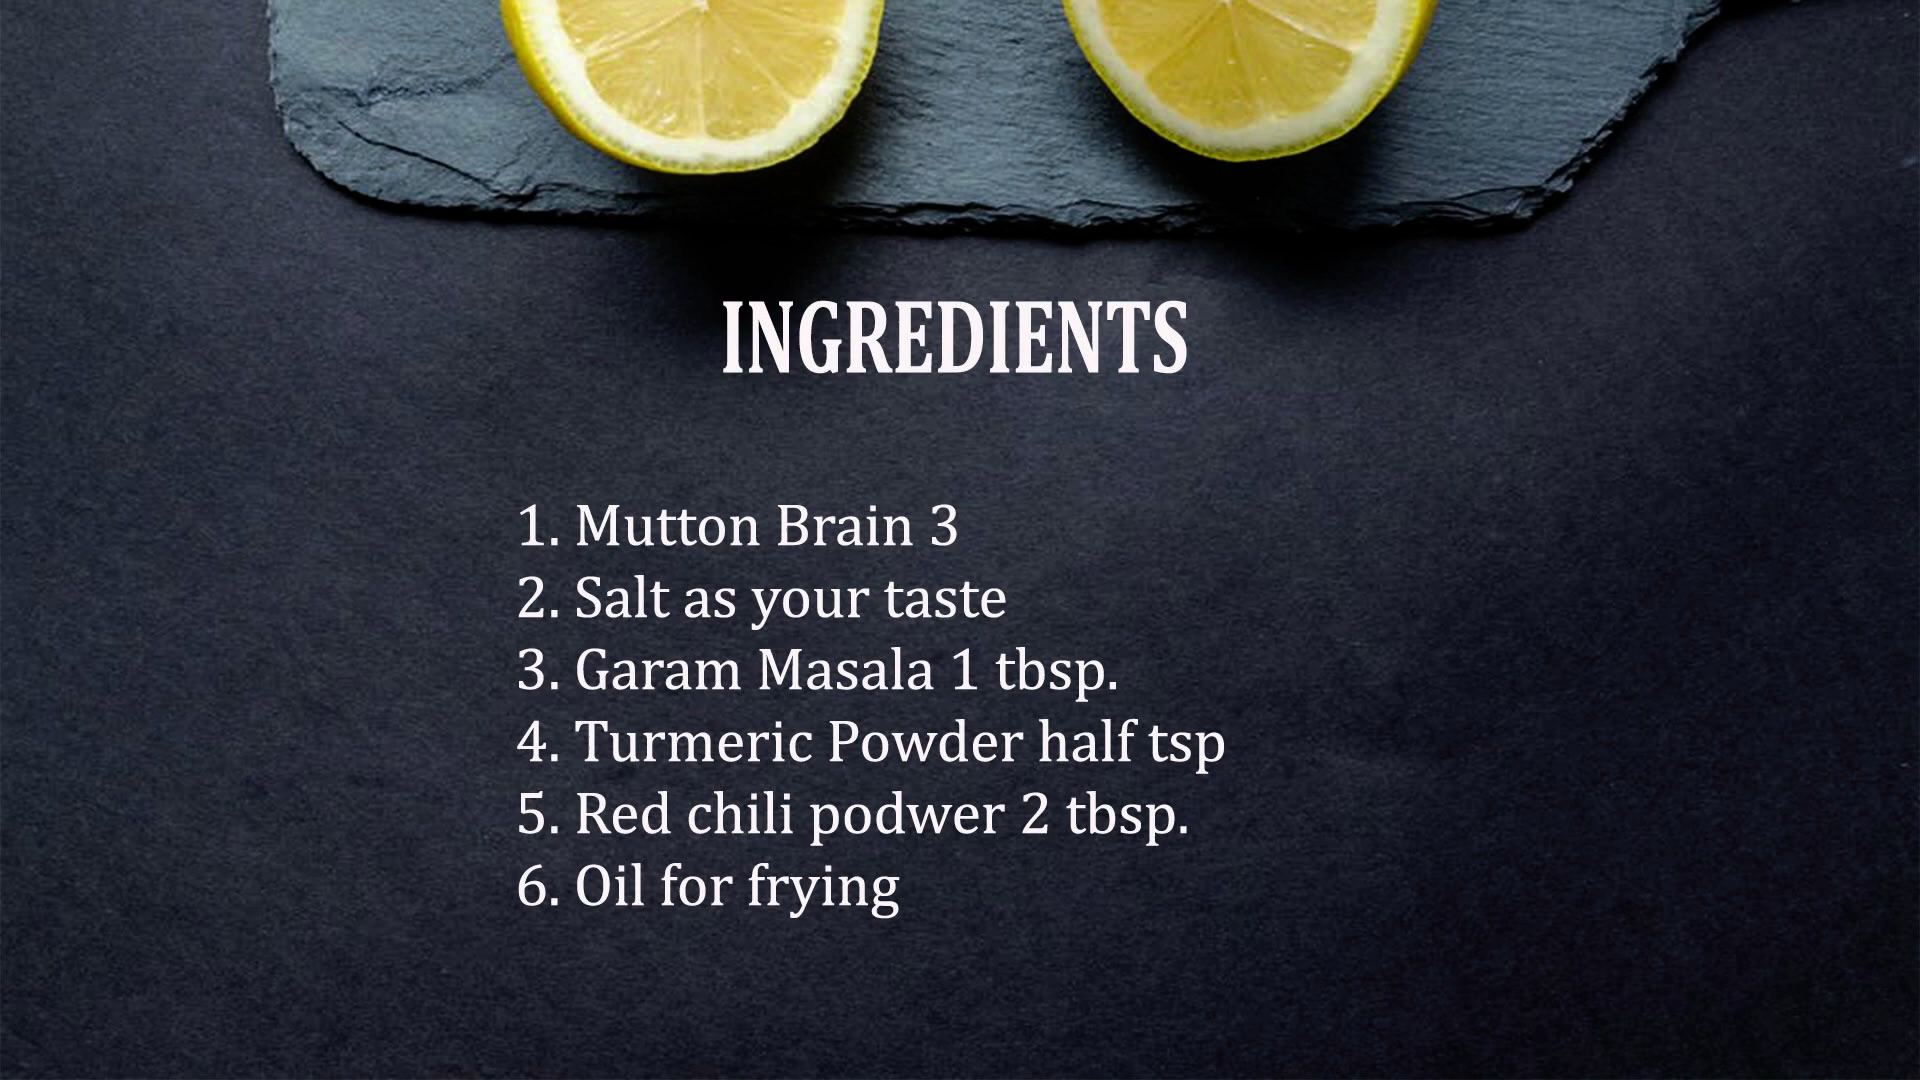 INGREDIENTS
1. Mutton Brain 3
2. Salt as your taste
3. Garam Masala 1 tbsp.
4. Turmeric Powder half tsp
5. Red chili podwer 2 tbsp.
6. Oil for frying